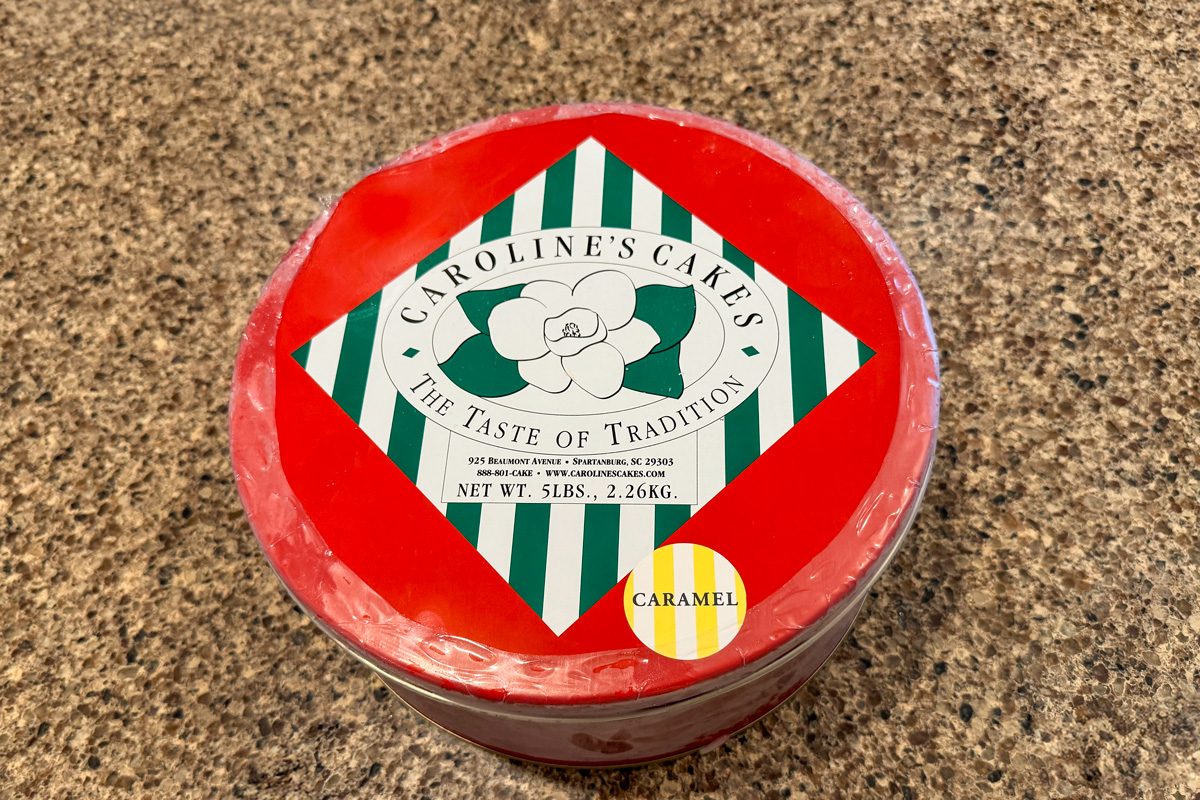 CAROLINE'S CAKES
THE TASTE OF TRADITION
925 BEAUMONT AVENUE • SPARTANBURG, SC 29303
888-801-CAKE • WWW.CAROLINESCAKES.COM
NET WT. 5LBS., 2.26KG.
CARAMEL